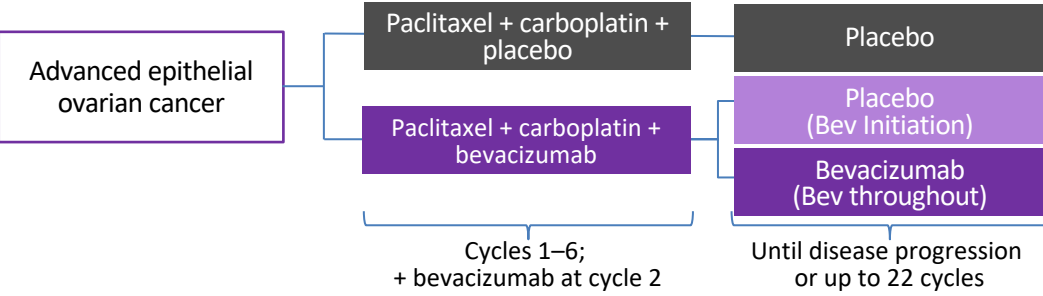 Advanced epithelial
ovarian cancer
Paclitaxel + carboplatin +
placebo
Placebo
Paclitaxel + carboplatin +
bevacizumab
Placebo
(Bev Initiation)
Bevacizumab
(Bev throughout)
Cycles 1–6;
+ bevacizumab at cycle 2
Until disease progression
or up to 22 cycles